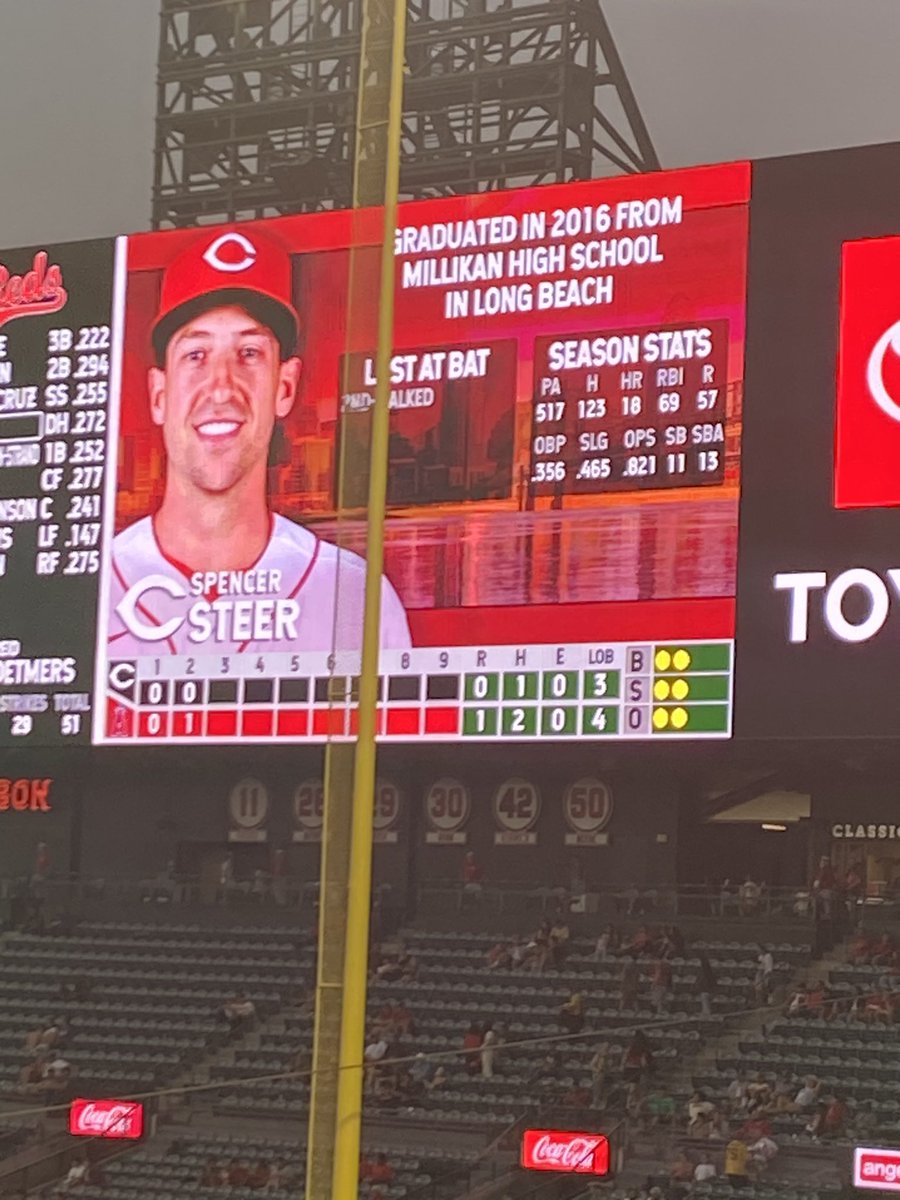 Reds
GRADUATED IN 2016 FROM
MILLIKAN HIGH SCHOOL
IN LONG BEACH
3B .222
2B .294
CRUZ SS .255
DH .272
1B .252
CF .277
NSON C .241
LF .147
RF .275
DETMERS
STRIKES TOTAL
29 51
LAST AT BAT
2ND-WALKED
SEASON STATS
PA H HR RBI R
517 123 18 69 57
OBP SLG OPS SB SBA
.356 .465 .821 11 13
C SPENCER
STEER
1 2 3 4 5 6 8 9 R H E LOB B
C 0 0 0 1 0 3 S
A 0 1 1 2 0 4 O
TOY
11 30 42 50
CLASSIC
Coca-Cola
Coca-Cola
ange